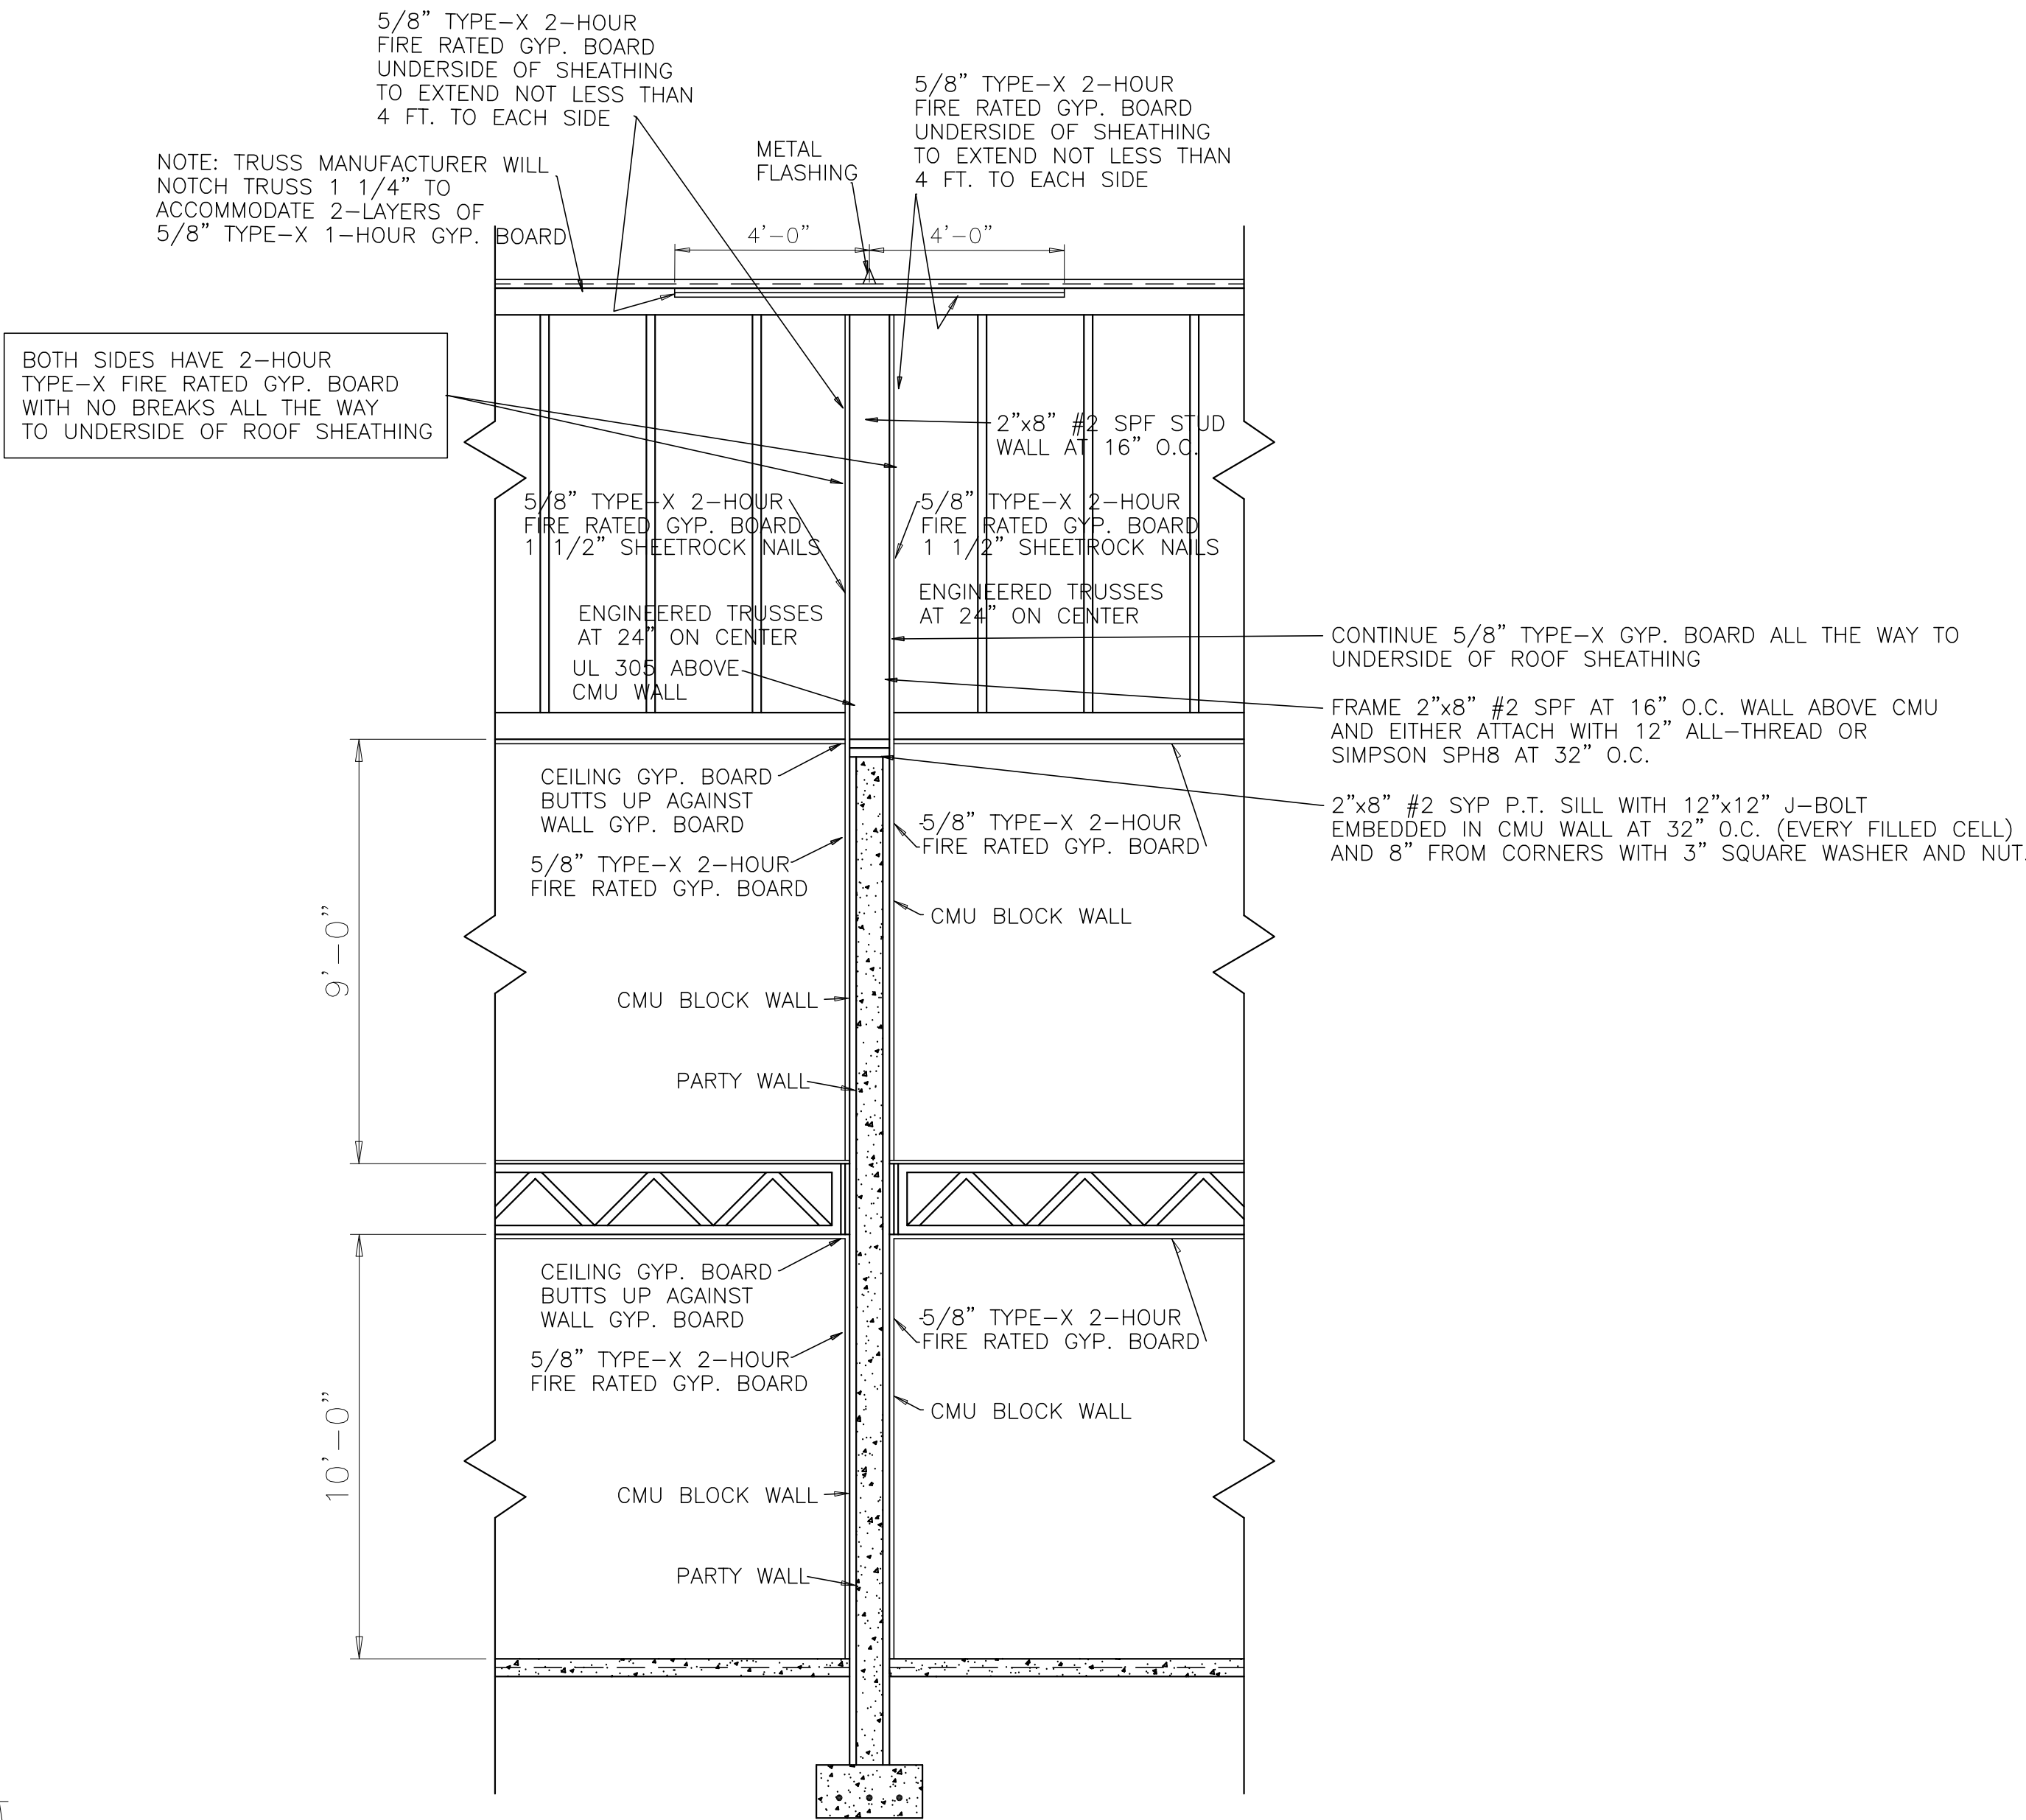 5/8" TYPE-X 2-HOUR
FIRE RATED GYP. BOARD
UNDERSIDE OF SHEATHING
TO EXTEND NOT LESS THAN
4 FT. TO EACH SIDE
5/8" TYPE-X 2-HOUR
FIRE RATED GYP. BOARD
UNDERSIDE OF SHEATHING
TO EXTEND NOT LESS THAN
4 FT. TO EACH SIDE
METAL
FLASHING
NOTE: TRUSS MANUFACTURER WILL
NOTCH TRUSS 1 1/4" TO
ACCOMMODATE 2-LAYERS OF
5/8" TYPE-X 1-HOUR GYP. BOARD
4'-0"
4'-0"
BOTH SIDES HAVE 2-HOUR
TYPE-X FIRE RATED GYP. BOARD
WITH NO BREAKS ALL THE WAY
TO UNDERSIDE OF ROOF SHEATHING
2"x8" #2 SPF STUD
WALL AT 16" O.C.
5/8" TYPE-X 2-HOUR
FIRE RATED GYP. BOARD
1 1/2" SHEETROCK NAILS
5/8" TYPE-X 2-HOUR
FIRE RATED GYP. BOARD
1 1/2" SHEETROCK NAILS
ENGINEERED TRUSSES
AT 24" ON CENTER
ENGINEERED TRUSSES
AT 24" ON CENTER
UL 305 ABOVE
CMU WALL
CONTINUE 5/8" TYPE-X GYP. BOARD ALL THE WAY TO
UNDERSIDE OF ROOF SHEATHING
FRAME 2"x8" #2 SPF AT 16" O.C. WALL ABOVE CMU
AND EITHER ATTACH WITH 12" ALL-THREAD OR
SIMPSON SPH8 AT 32" O.C.
2"x8" #2 SYP P.T. SILL WITH 12"x12" J-BOLT
EMBEDDED IN CMU WALL AT 32" O.C. (EVERY FILLED CELL)
AND 8" FROM CORNERS WITH 3" SQUARE WASHER AND NUT.
CEILING GYP. BOARD
BUTTS UP AGAINST
WALL GYP. BOARD
5/8" TYPE-X 2-HOUR
FIRE RATED GYP. BOARD
5/8" TYPE-X 2-HOUR
FIRE RATED GYP. BOARD
CMU BLOCK WALL
9'-0"
CMU BLOCK WALL
PARTY WALL
CEILING GYP. BOARD
BUTTS UP AGAINST
WALL GYP. BOARD
5/8" TYPE-X 2-HOUR
FIRE RATED GYP. BOARD
5/8" TYPE-X 2-HOUR
FIRE RATED GYP. BOARD
CMU BLOCK WALL
10'-0"
CMU BLOCK WALL
PARTY WALL